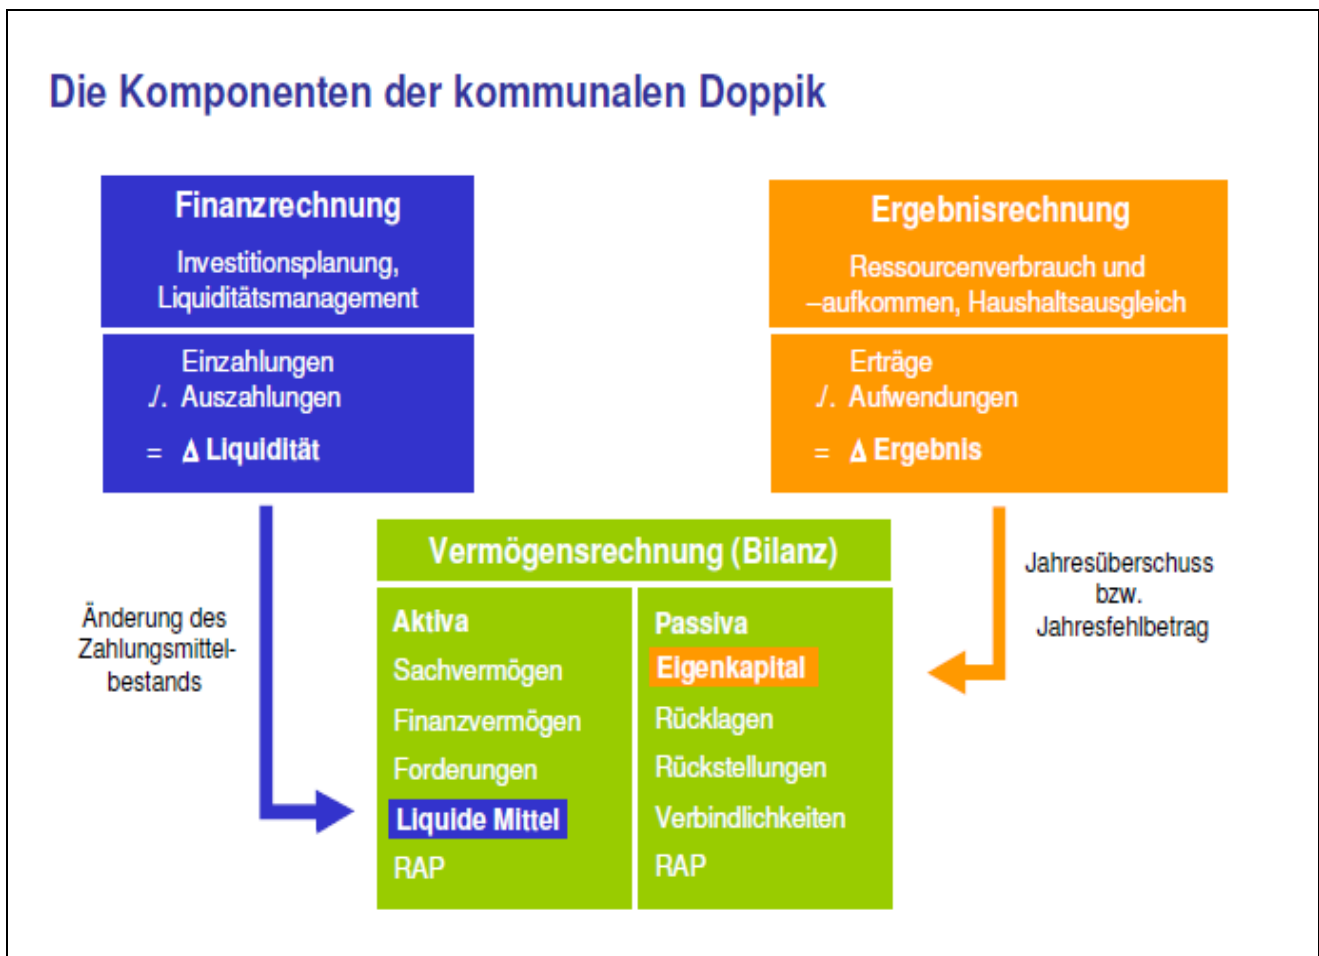 Die Komponenten der kommunalen Doppik
Finanzrechnung
Investitionsplanung,
Liquiditätsmanagement
Einzahlungen
./. Auszahlungen
= Δ Liquidität
Ergebnisrechnung
Ressourcenverbrauch und
–aufkommen, Haushaltsausgleich
Erträge
./. Aufwendungen
= Δ Ergebnis
Änderung des
Zahlungsmittel-
bestands
Vermögensrechnung (Bilanz)
Aktiva
Sachvermögen
Finanzvermögen
Forderungen
Liquide Mittel
RAP
Passiva
Eigenkapital
Rücklagen
Rückstellungen
Verbindlichkeiten
RAP
Jahresüberschuss
bzw.
Jahresfehlbetrag